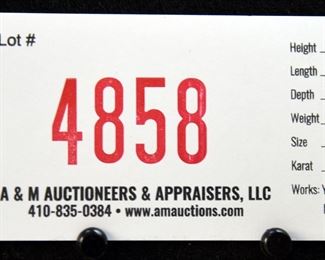 Lot #
4858
A & M AUCTIONEERS & APPRAISERS, LLC
410-835-0384 • www.amauctions.com
Height
Length
Depth
Weight
Size
Karat
Works: